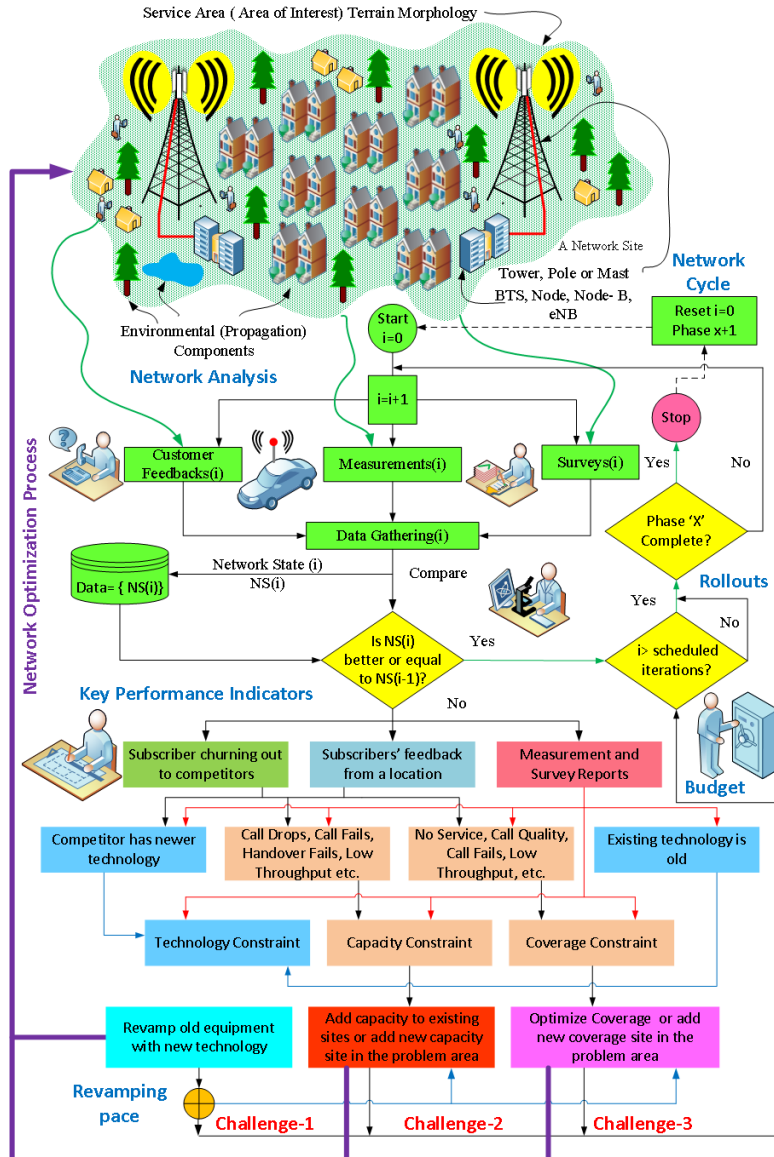 Service Area ( Area of Interest) Terrain Morphology
A Network Site
Tower, Pole or Mast
BTS, Node, Node- B,
eNB
Network
Cycle
Environmental (Propagation)
Components
Start
i=0
Reset i=0
Phase x+1
Network Analysis
i=i+1
Stop
Customer
Feedbacks(i)
Measurements(i)
Surveys(i)
Yes
No
Data Gathering(i)
Phase ‘X’
Complete?
Network State (i)
NS(i)
Compare
Data= { NS(i)}
Rollouts
Yes
No
Is NS(i)
better or equal
to NS(i-1)?
Yes
i> scheduled
iterations?
Network Optimization Process
Key Performance Indicators
No
Subscriber churning out
to competitors
Subscribers’ feedback
from a location
Measurement and
Survey Reports
Budget
Competitor has newer
technology
Call Drops, Call Fails,
Handover Fails, Low
Throughput etc.
No Service, Call Quality,
Call Fails, Low
Throughput, etc.
Existing technology is
old
Technology Constraint
Capacity Constraint
Coverage Constraint
Revamp old equipment
with new technology
Add capacity to existing
sites or add new capacity
site in the problem area
Optimize Coverage or add
new coverage site in the
problem area
Revamping
pace
Challenge-1
Challenge-2
Challenge-3